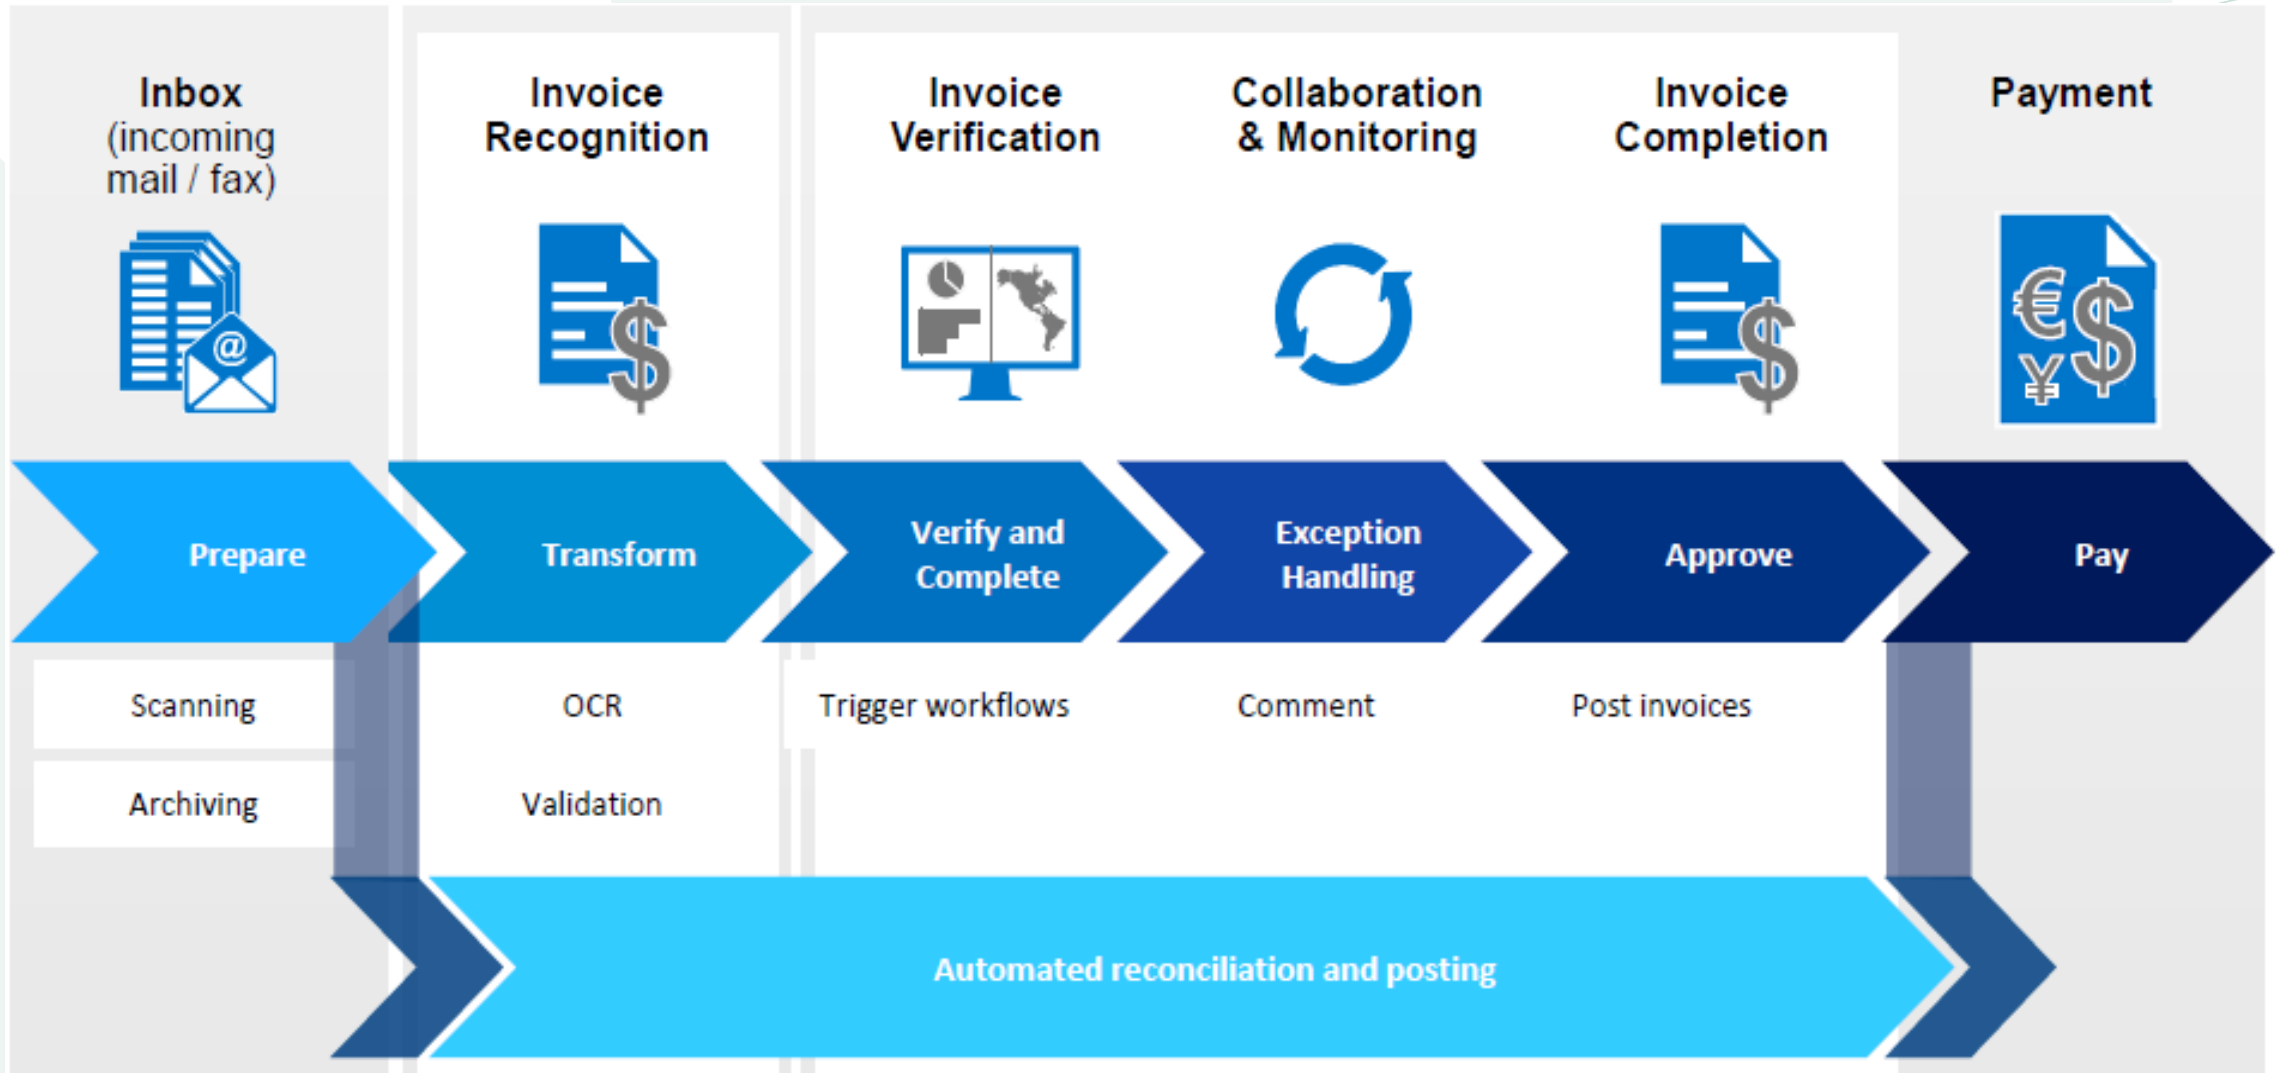 Inbox
(incoming
mail / fax)
Invoice
Recognition
Invoice
Verification
Collaboration
& Monitoring
Invoice
Completion
Payment
@
$
$
€
$
¥
Prepare
Transform
Verify and
Complete
Exception
Handling
Approve
Pay
Scanning
OCR
Trigger workflows
Comment
Post invoices
Archiving
Validation
Automated reconciliation and posting